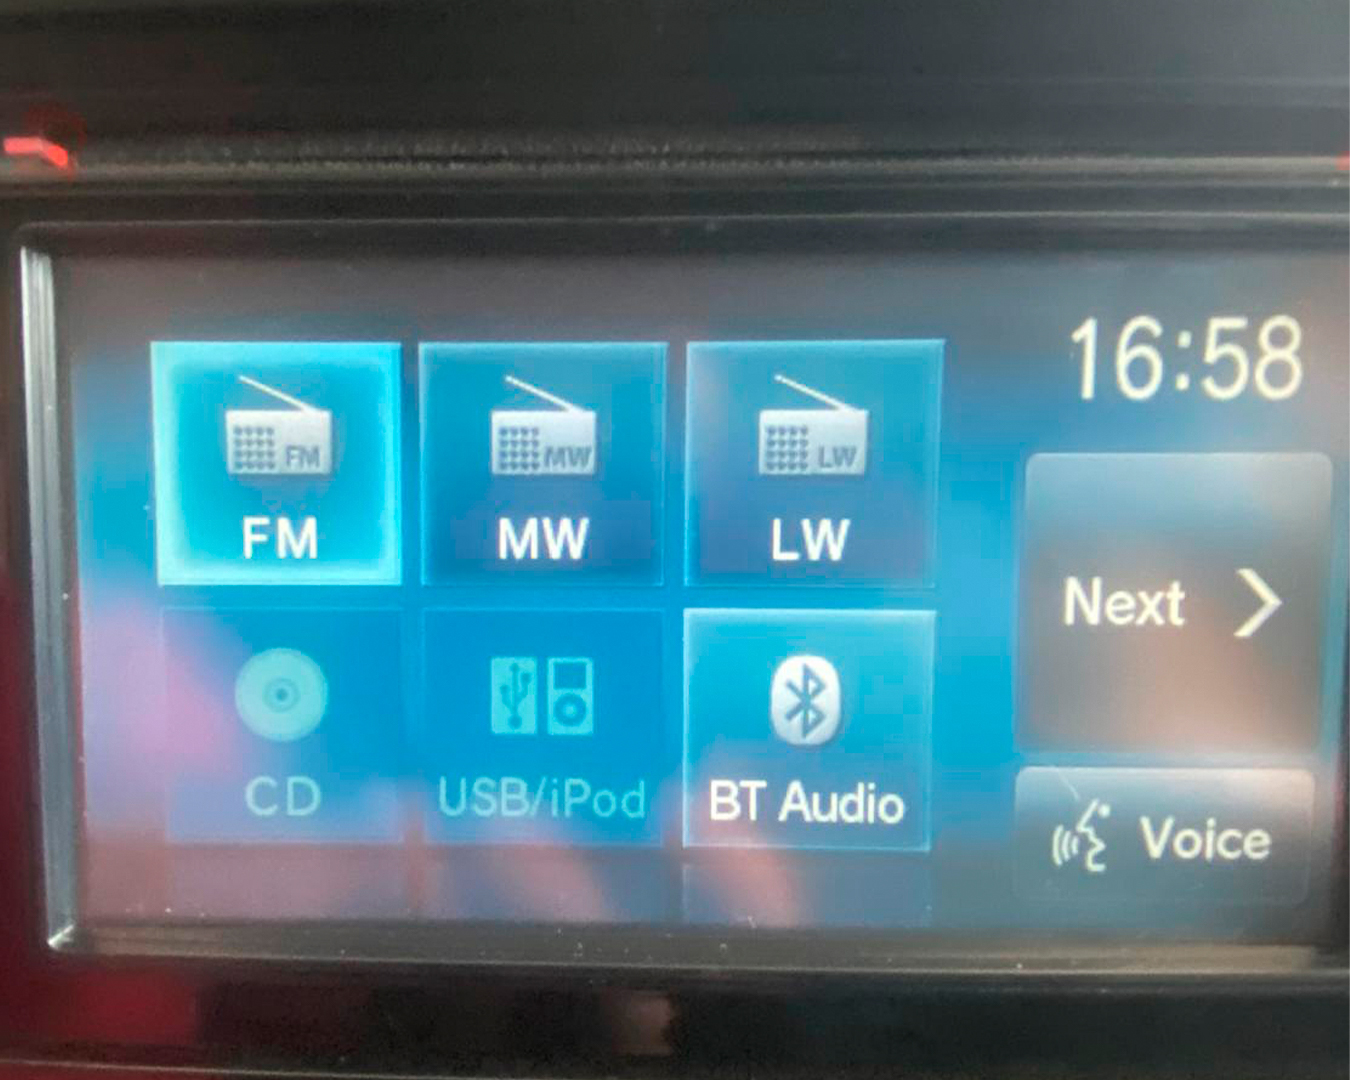 16:58
FM
MW
LW
FM
MW
LW
Next
CD
USB/iPod
BT Audio
Voice